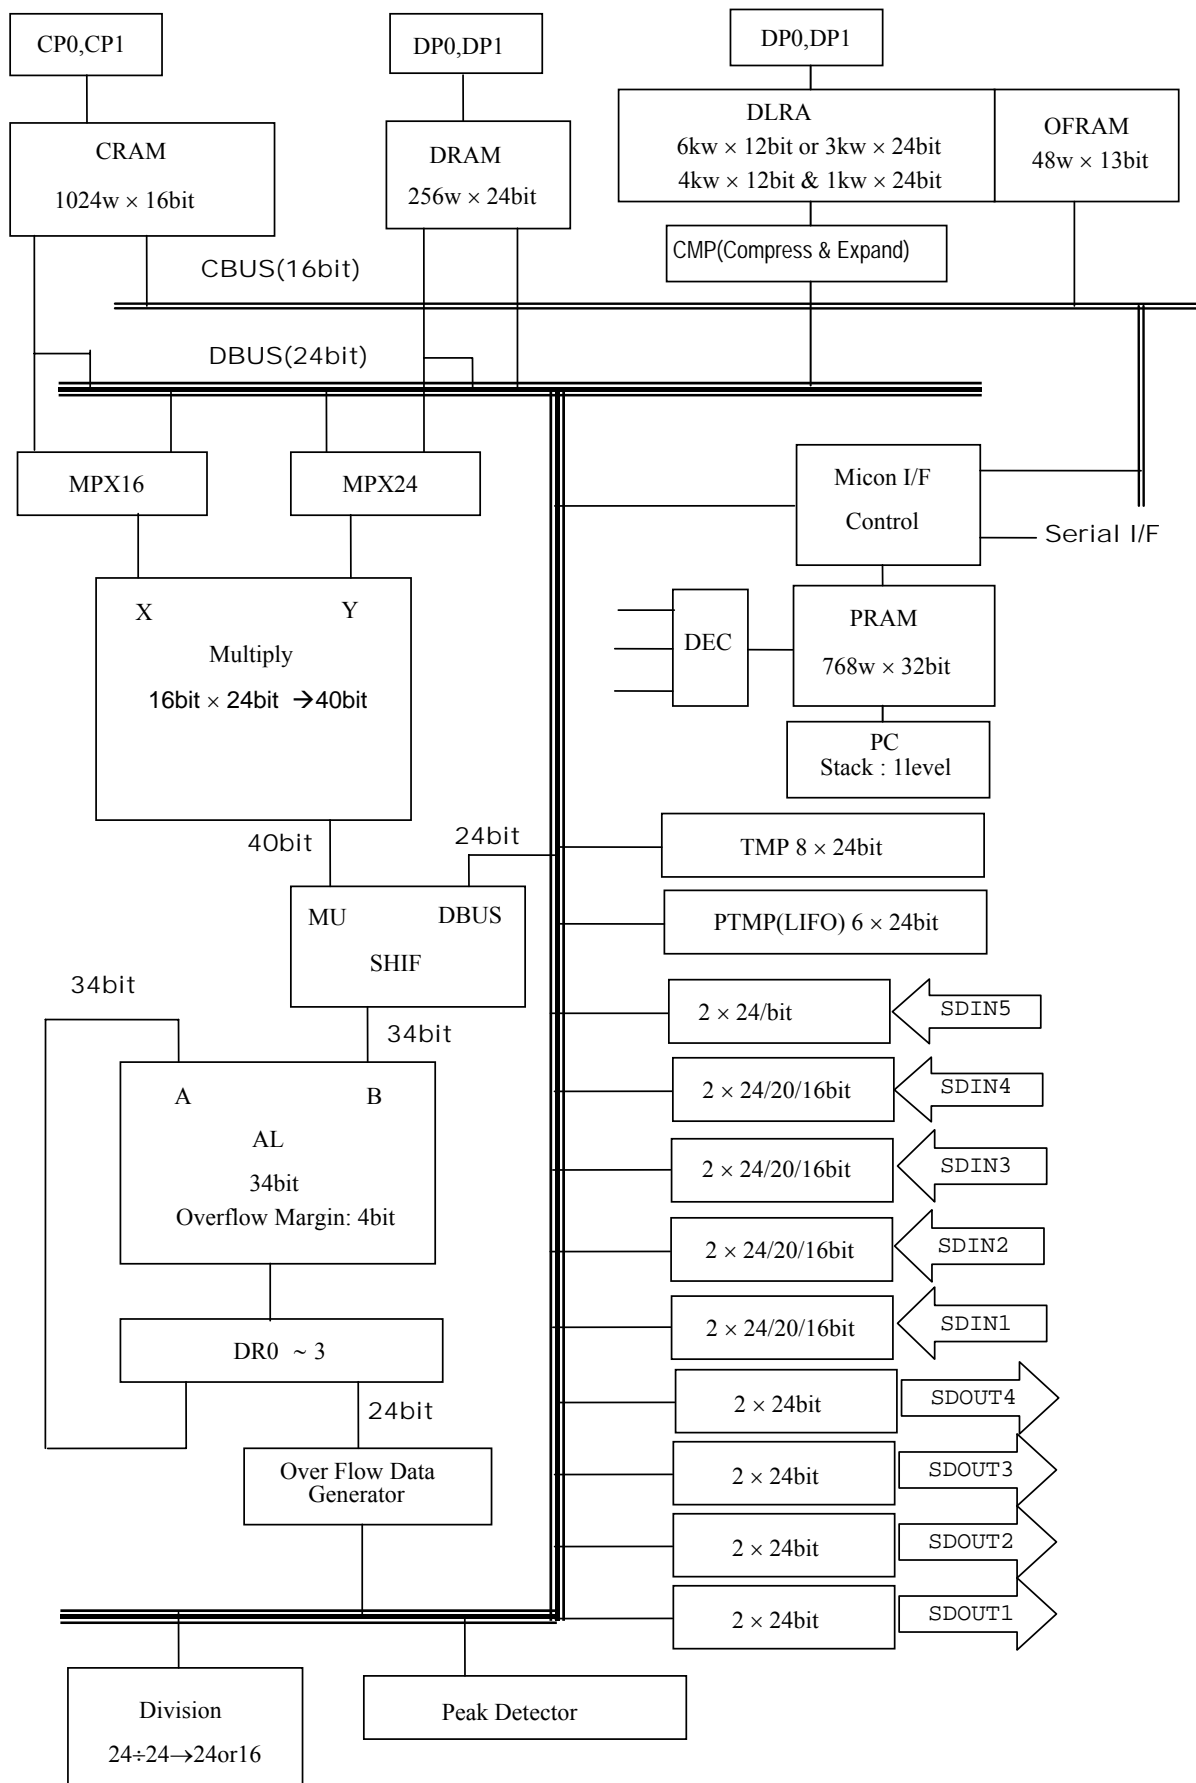 CP0,CP1
DP0,DP1
DP0,DP1
CRAM
1024w × 16bit
DRAM
256w × 24bit
DLRA
6kw × 12bit or 3kw × 24bit
4kw × 12bit & 1kw × 24bit
OFRAM
48w × 13bit
CMP(Compress & Expand)
CBUS(16bit)
DBUS(24bit)
MPX16
MPX24
Micon I/F
Control
Serial I/F
X
Y
Multiply
16bit × 24bit →40bit
DEC
PRAM
768w × 32bit
PC
Stack : 1level
40bit
24bit
TMP 8 × 24bit
MU
DBUS
SHIF
PTMP(LIFO) 6 × 24bit
34bit
34bit
2 × 24/bit
SDIN5
A
B
AL
34bit
Overflow Margin: 4bit
2 × 24/20/16bit
SDIN4
2 × 24/20/16bit
SDIN3
2 × 24/20/16bit
SDIN2
2 × 24/20/16bit
SDIN1
DR0 ~ 3
24bit
2 × 24bit
SDOUT4
Over Flow Data
Generator
2 × 24bit
SDOUT3
2 × 24bit
SDOUT2
2 × 24bit
SDOUT1
Division
24÷24→24or16
Peak Detector